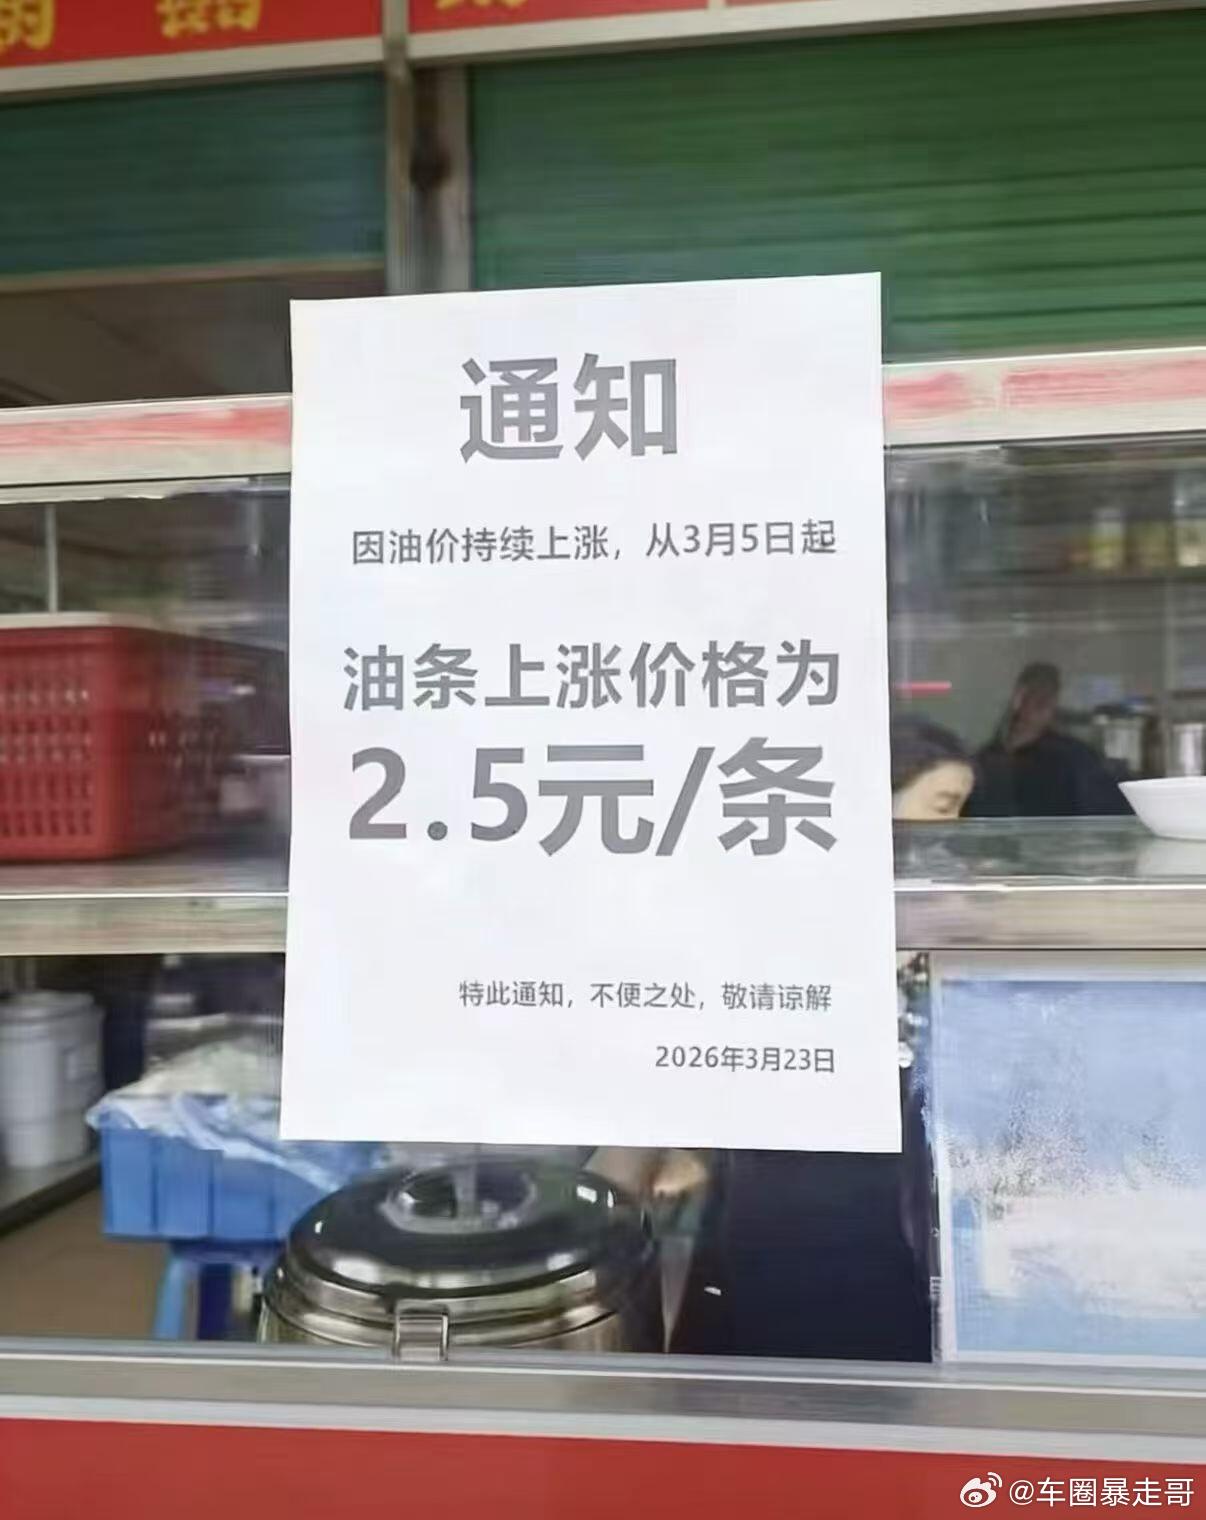 通知
因油价持续上涨，从3月5日起
油条上涨价格为
2.5元/条
特此通知，不便之处，敬请谅解
2026年3月23日
@车圈暴走哥